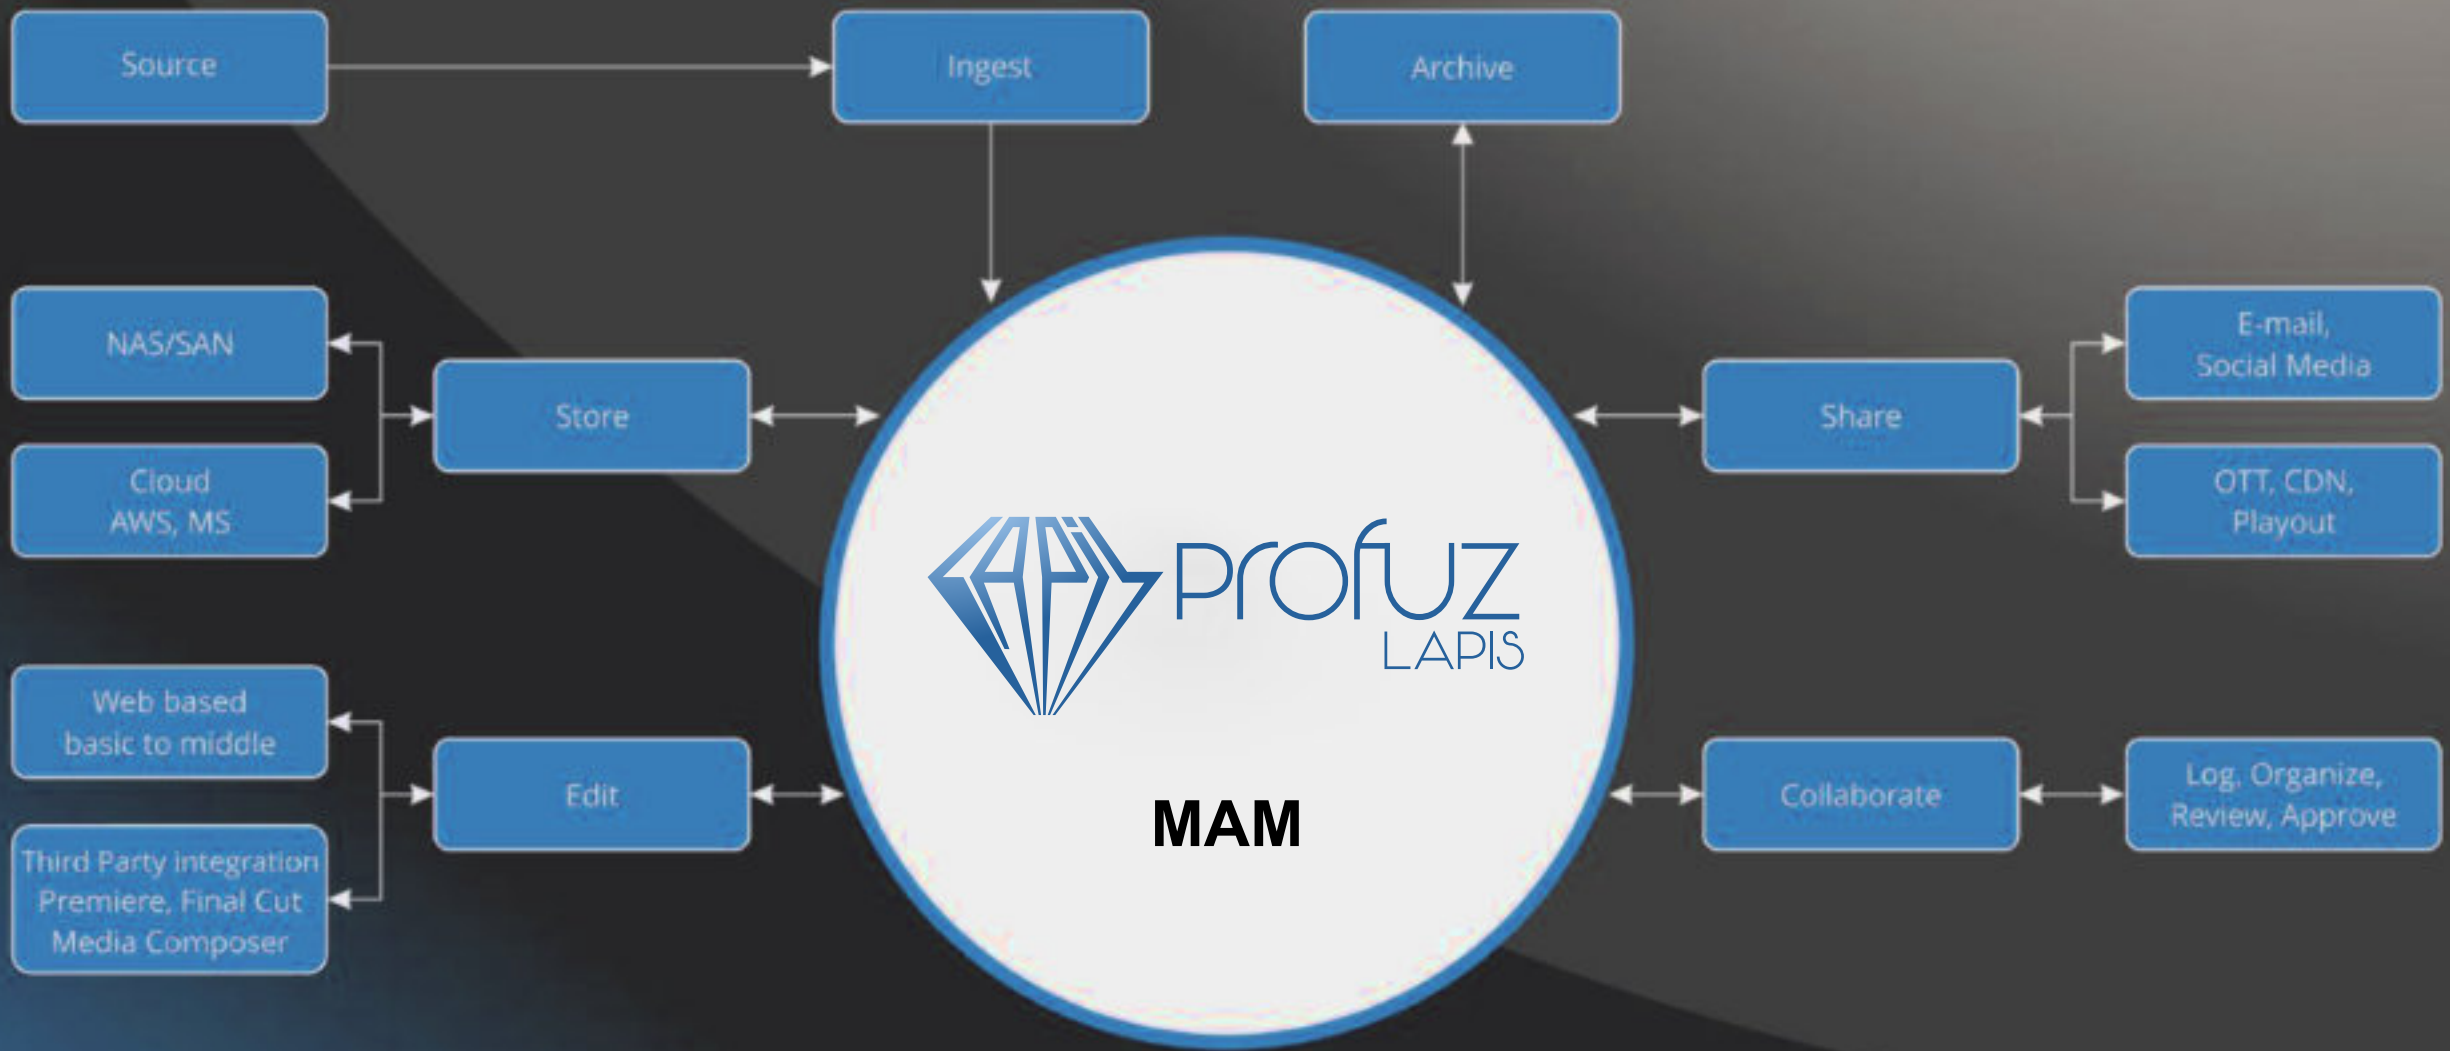 Source
Ingest
Archive
NAS/SAN
Cloud
AWS, MS
Store
E-mail,
Social Media
Share
OTT, CDN,
Playout
LAPIS
profuz
LAPIS
MAM
Web based
basic to middle
Edit
Third Party integration
Premiere, Final Cut
Media Composer
Collaborate
Log, Organize,
Review, Approve